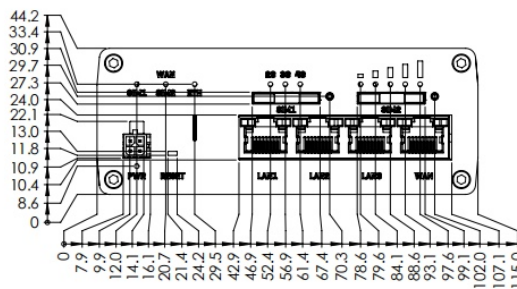 44.2
33.4
30.9
29.7
27.3
24.0
22.1
13.0
11.8
10.9
10.4
8.6
0
WAN
SIM1 SIM2 ETH
2G 3G 4G
SIM1
SIM2
PWR RESET LAN1 LAN2 LAN3 WAN
0 7.9 9.9 12.0 14.1 16.1 20.7 21.4 24.2 29.5 42.9 46.9 52.4 56.9 61.4 67.4 70.3 78.6 79.6 84.1 88.6 93.1 97.6 99.1 102.0 107.1 115.0